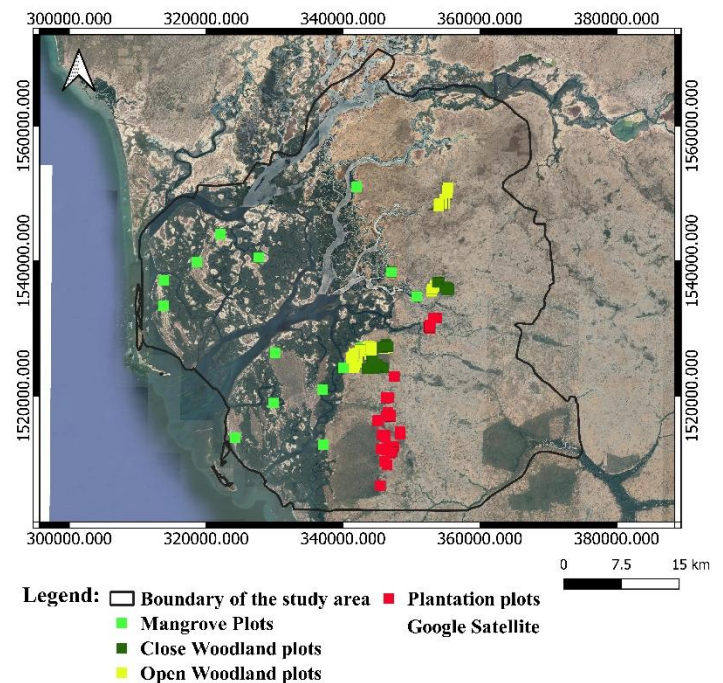 300000.000 320000.000 340000.000 360000.000 380000.000
1560000.000
1560000.000
1540000.000
1540000.000
1520000.000
1520000.000
300000.000 320000.000 340000.000 360000.000 380000.000
0 7.5 15 km
Legend: Boundary of the study area Plantation plots
Mangrove Plots Google Satellite
Close Woodland plots
Open Woodland plots